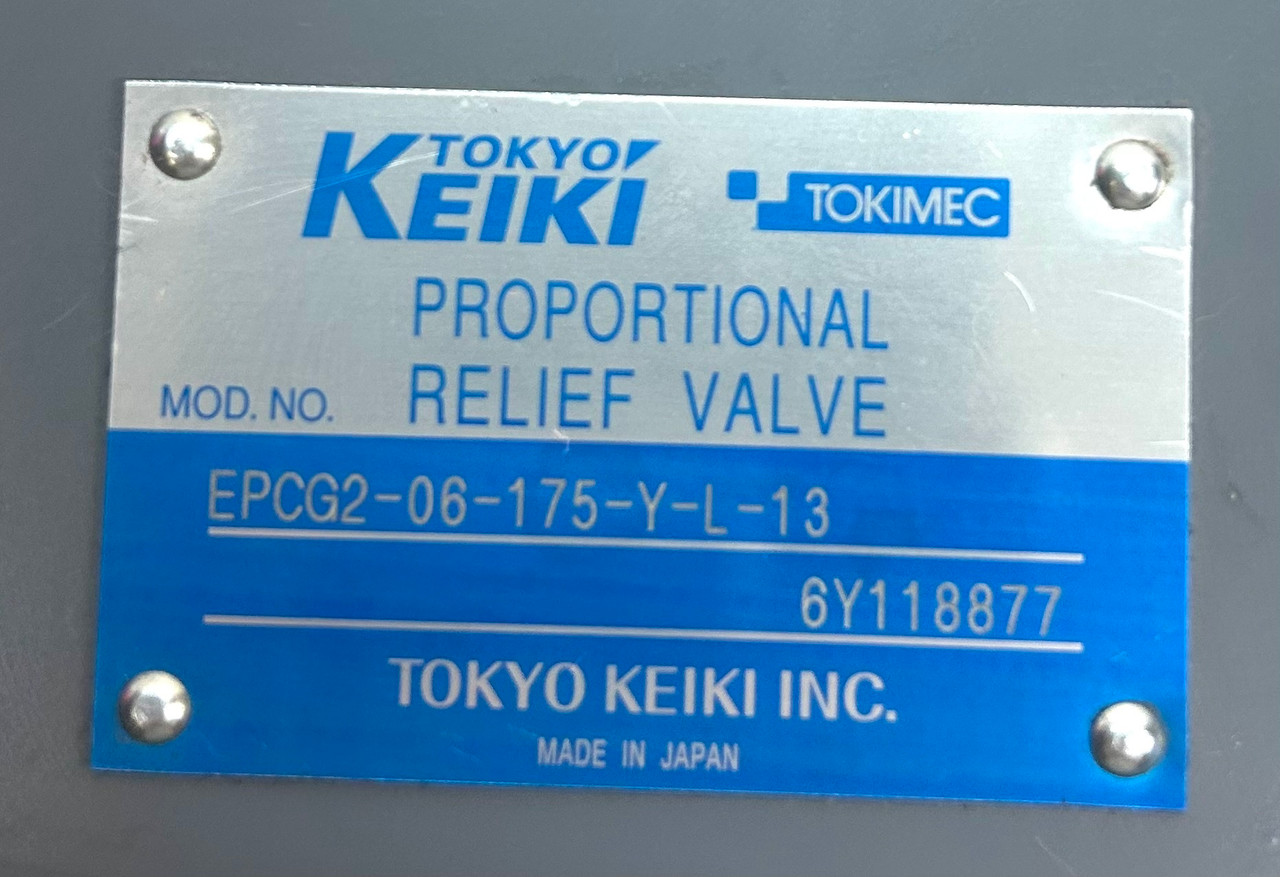 TOKYO
KEIKI
TOKIMEC
PROPORTIONAL
RELIEF VALVE
MOD. NO.
EPCG2-06-175-Y-L-13
6Y118877
TOKYO KEIKI INC.
MADE IN JAPAN